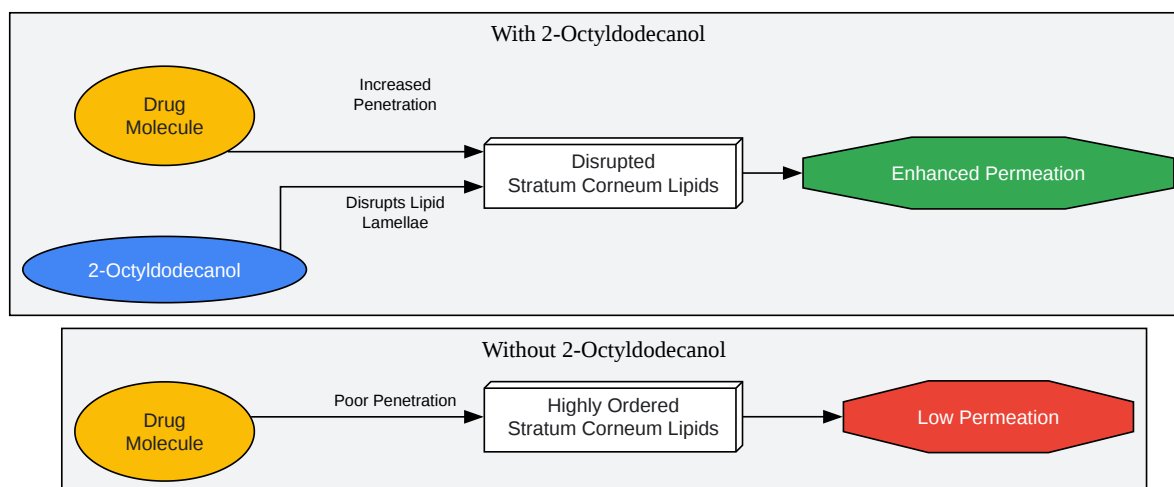 With 2-Octyldodecanol
Drug
Molecule
Increased
Penetration
Disrupted
Stratum Corneum Lipids
Enhanced Permeation
Disrupts Lipid
Lamellae
2-Octyldodecanol
Without 2-Octyldodecanol
Drug
Molecule
Poor Penetration
Highly Ordered
Stratum Corneum Lipids
Low Permeation